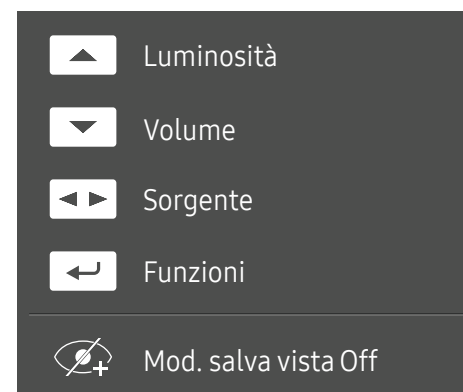 Luminosità
Volume
Sorgente
Funzioni
Mod. salva vista Off